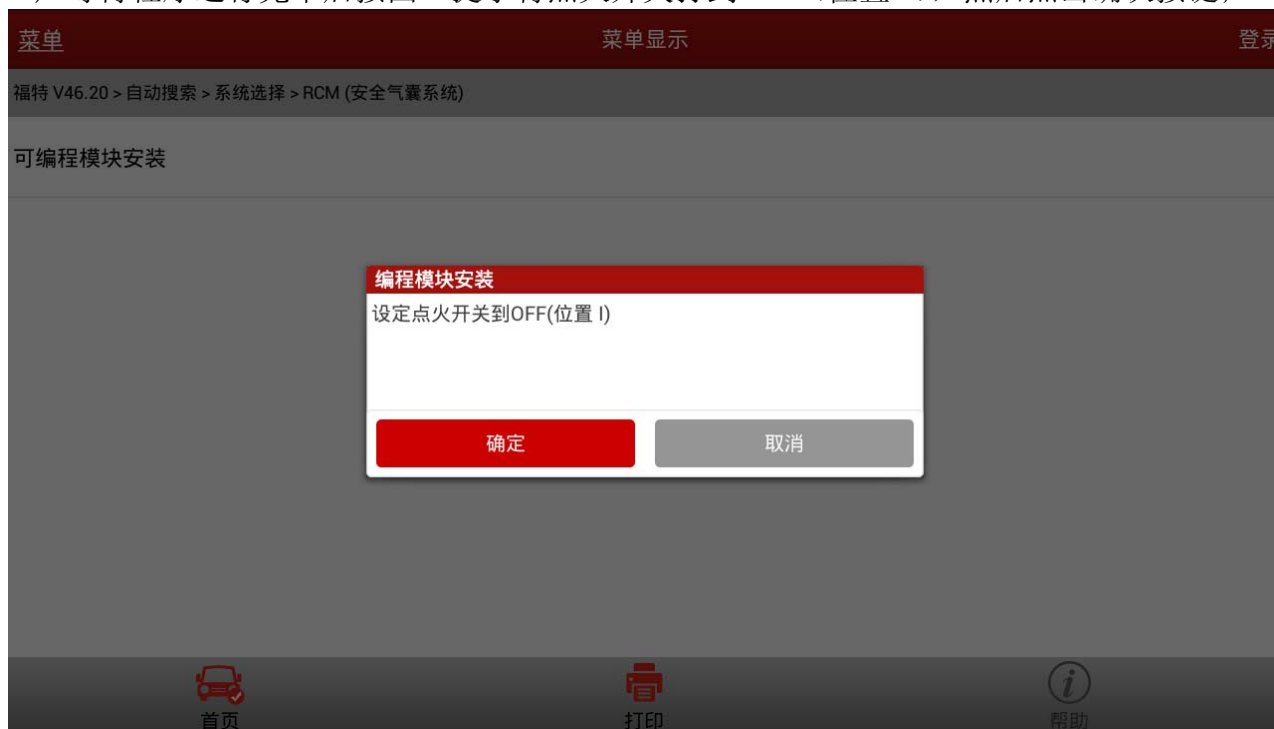 菜单
菜单显示
登录
福特 V46.20 > 自动搜索 > 系统选择 > RCM (安全气囊系统)
可编程模块安装
编程模块安装
设定点火开关到OFF(位置 I)
确定
取消
首页
打印
帮助